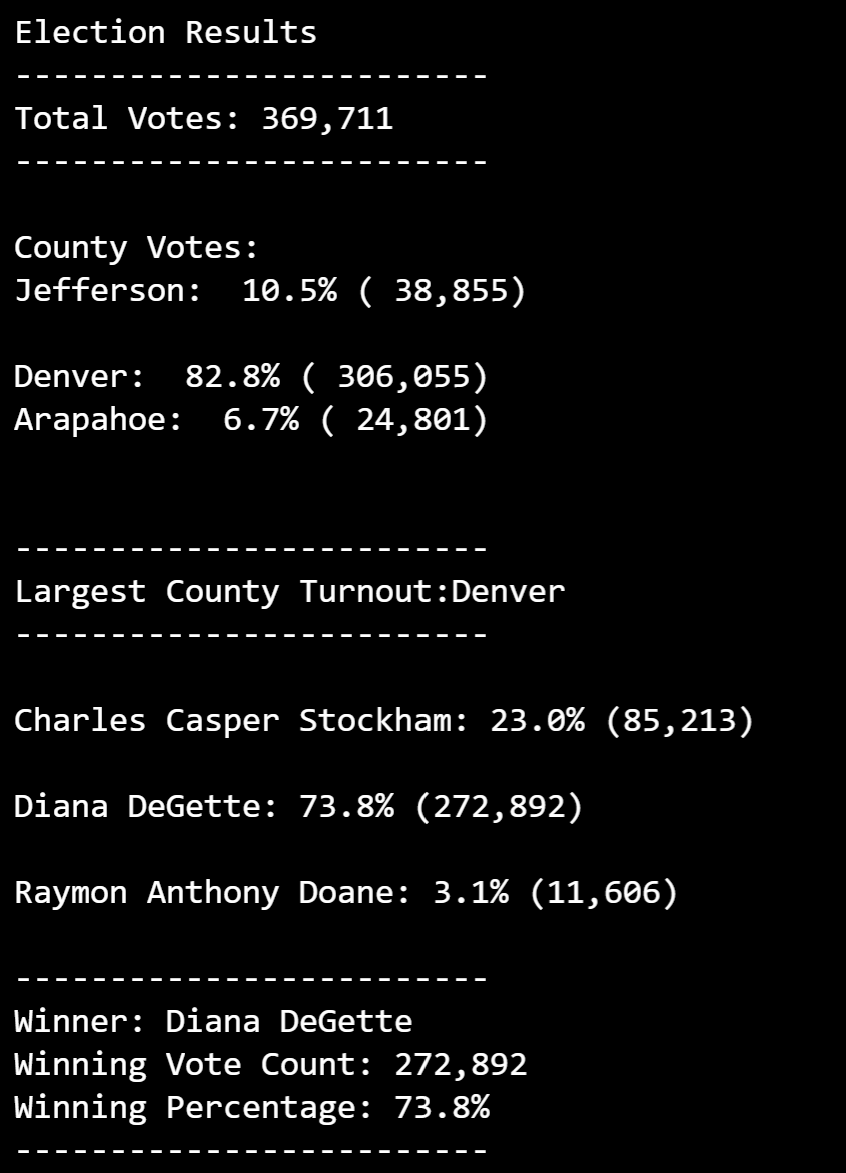 Election Results
-------------------------
Total Votes: 369,711
-------------------------
County Votes:
Jefferson:  10.5% ( 38,855)
Denver:  82.8% ( 306,055)
Arapahoe:  6.7% ( 24,801)
-------------------------
Largest County Turnout:Denver
-------------------------
Charles Casper Stockham: 23.0% (85,213)
Diana DeGette: 73.8% (272,892)
Raymon Anthony Doane: 3.1% (11,606)
-------------------------
Winner: Diana DeGette
Winning Vote Count: 272,892
Winning Percentage: 73.8%
-------------------------